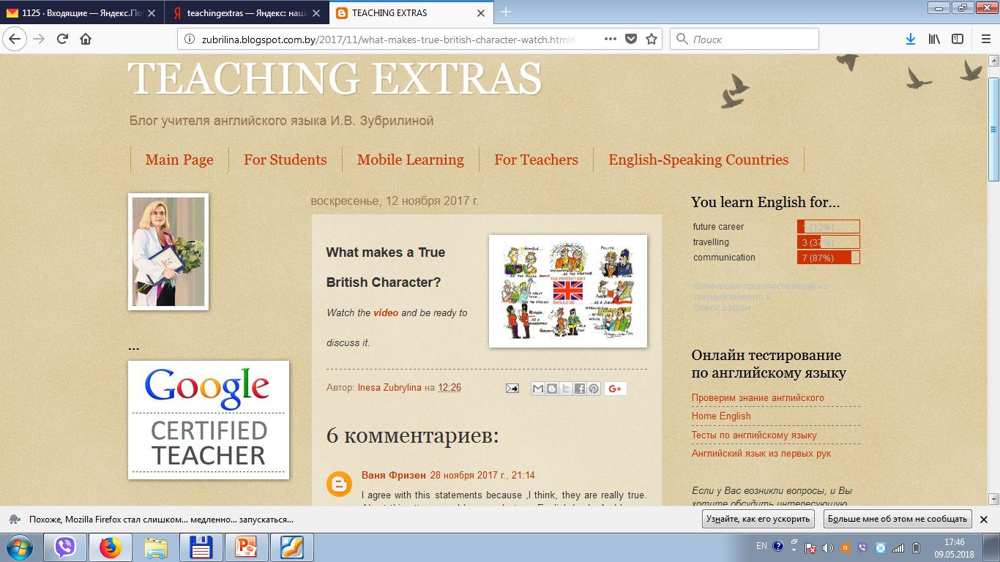 1125 · Входящие — Яндекс.По
teachingextras — Яндекс: наш
TEACHING EXTRAS
zubrilina.blogspot.com.by/2017/11/what-makes-true-british-character-watch.html#
Поиск
TEACHING EXTRAS
Блог учителя английского языка И.В. Зубрилиной
Main Page
For Students
Mobile Learning
For Teachers
English-Speaking Countries
воскресенье, 12 ноября 2017 г.
What makes a True
British Character?
Watch the video and be ready to
discuss it.
THE PERFECT BRIT
SHOULD BE...
Автор: Inesa Zubrylina на 12:26
G+
6 комментариев:
Ваня Фризен 28 ноября 2017 г., 21:14
I agree with this statements because ,I think, they are really true.
...
Google
CERTIFIED
TEACHER
You learn English for...
future career 1 (12%)
travelling 3 (37%)
communication 7 (87%)
Количество проголосовавших на
текущий момент: 8
Опрос закрыт
Онлайн тестирование
по английскому языку
Проверим знание английского
Home English
Тесты по английскому языку
Английский язык из первых рук
Если у Вас возникли вопросы, и Вы
хотите обсудить интересующую
Похоже, Mozilla Firefox стал слишком... медленно... запускаться...
Узнайте, как его ускорить
Больше мне об этом не сообщать
EN
17:46
09.05.2018